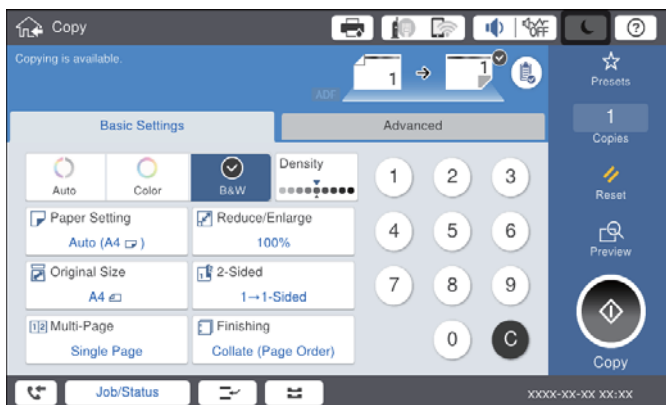 Copy
OFF
?
Copying is available.
ADF
1
1
Presets
Basic Settings
Advanced
1
Copies
Auto
Color
B&W
Density
1
2
3
Reset
Paper Setting
Auto (A4 )
Reduce/Enlarge
100%
4
5
6
Preview
Original Size
A4
2-Sided
1→1-Sided
7
8
9
1 2 Multi-Page
Single Page
Finishing
Collate (Page Order)
0
C
Copy
Job/Status
XXXX-XX-XX XX:XX